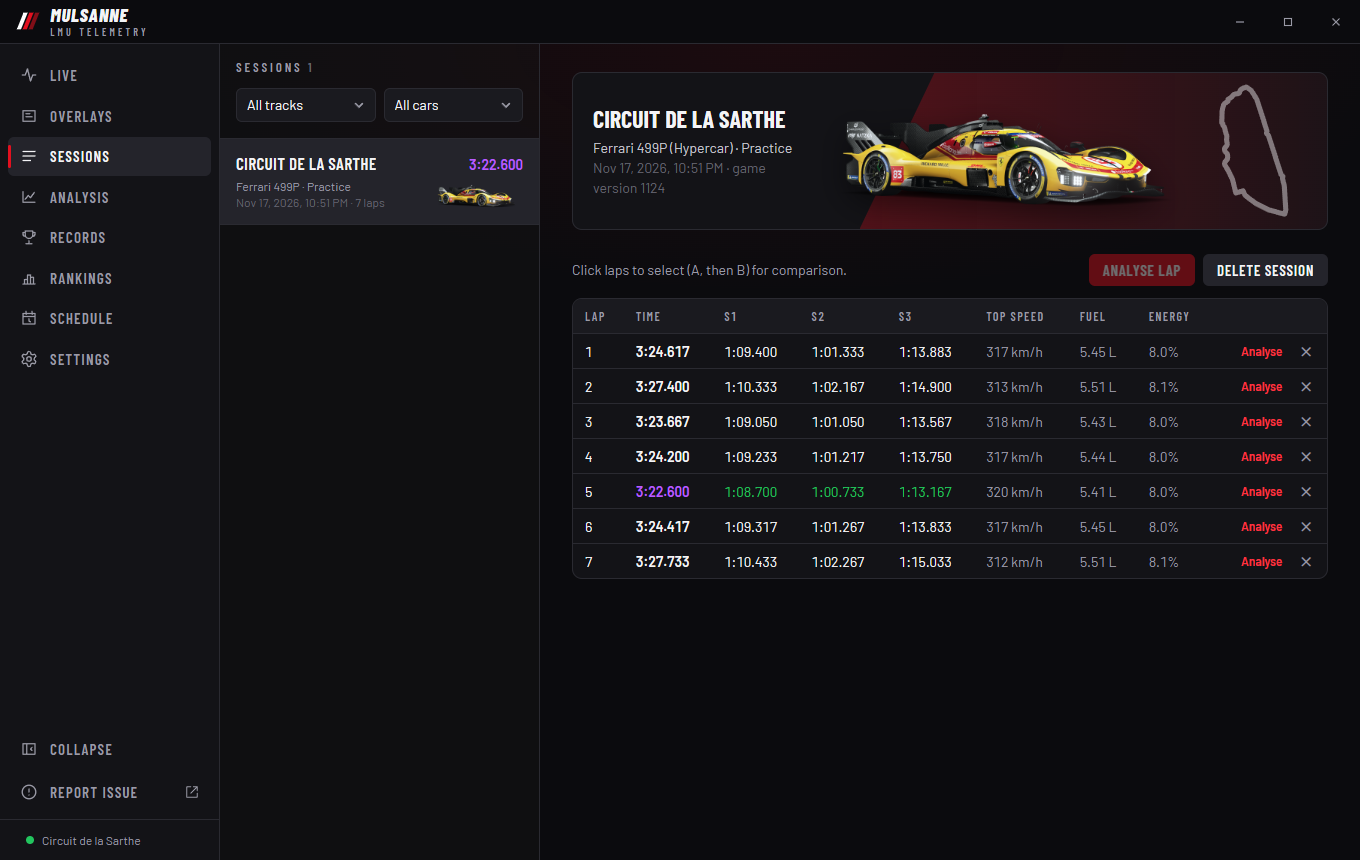 MULSANNE
LMU TELEMETRY
LIVE
OVERLAYS
SESSIONS
ANALYSIS
RECORDS
RANKINGS
SCHEDULE
SETTINGS
COLLAPSE
REPORT ISSUE
Circuit de la Sarthe
SESSIONS 1
All tracks
All cars
CIRCUIT DE LA SARTHE 3:22.600
Ferrari 499P · Practice
Nov 17, 2026, 10:51 PM · 7 laps
CIRCUIT DE LA SARTHE
Ferrari 499P (Hypercar) · Practice
Nov 17, 2026, 10:51 PM · game
version 1124
83
Click laps to select (A, then B) for comparison.
ANALYSE LAP
DELETE SESSION
LAP TIME S1 S2 S3 TOP SPEED FUEL ENERGY
1 3:24.617 1:09.400 1:01.333 1:13.883 317 km/h 5.45 L 8.0% Analyse
2 3:27.400 1:10.333 1:02.167 1:14.900 313 km/h 5.51 L 8.1% Analyse
3 3:23.667 1:09.050 1:01.050 1:13.567 318 km/h 5.43 L 8.0% Analyse
4 3:24.200 1:09.233 1:01.217 1:13.750 317 km/h 5.44 L 8.0% Analyse
5 3:22.600 1:08.700 1:00.733 1:13.167 320 km/h 5.41 L 8.0% Analyse
6 3:24.417 1:09.317 1:01.267 1:13.833 317 km/h 5.45 L 8.0% Analyse
7 3:27.733 1:10.433 1:02.267 1:15.033 312 km/h 5.51 L 8.1% Analyse